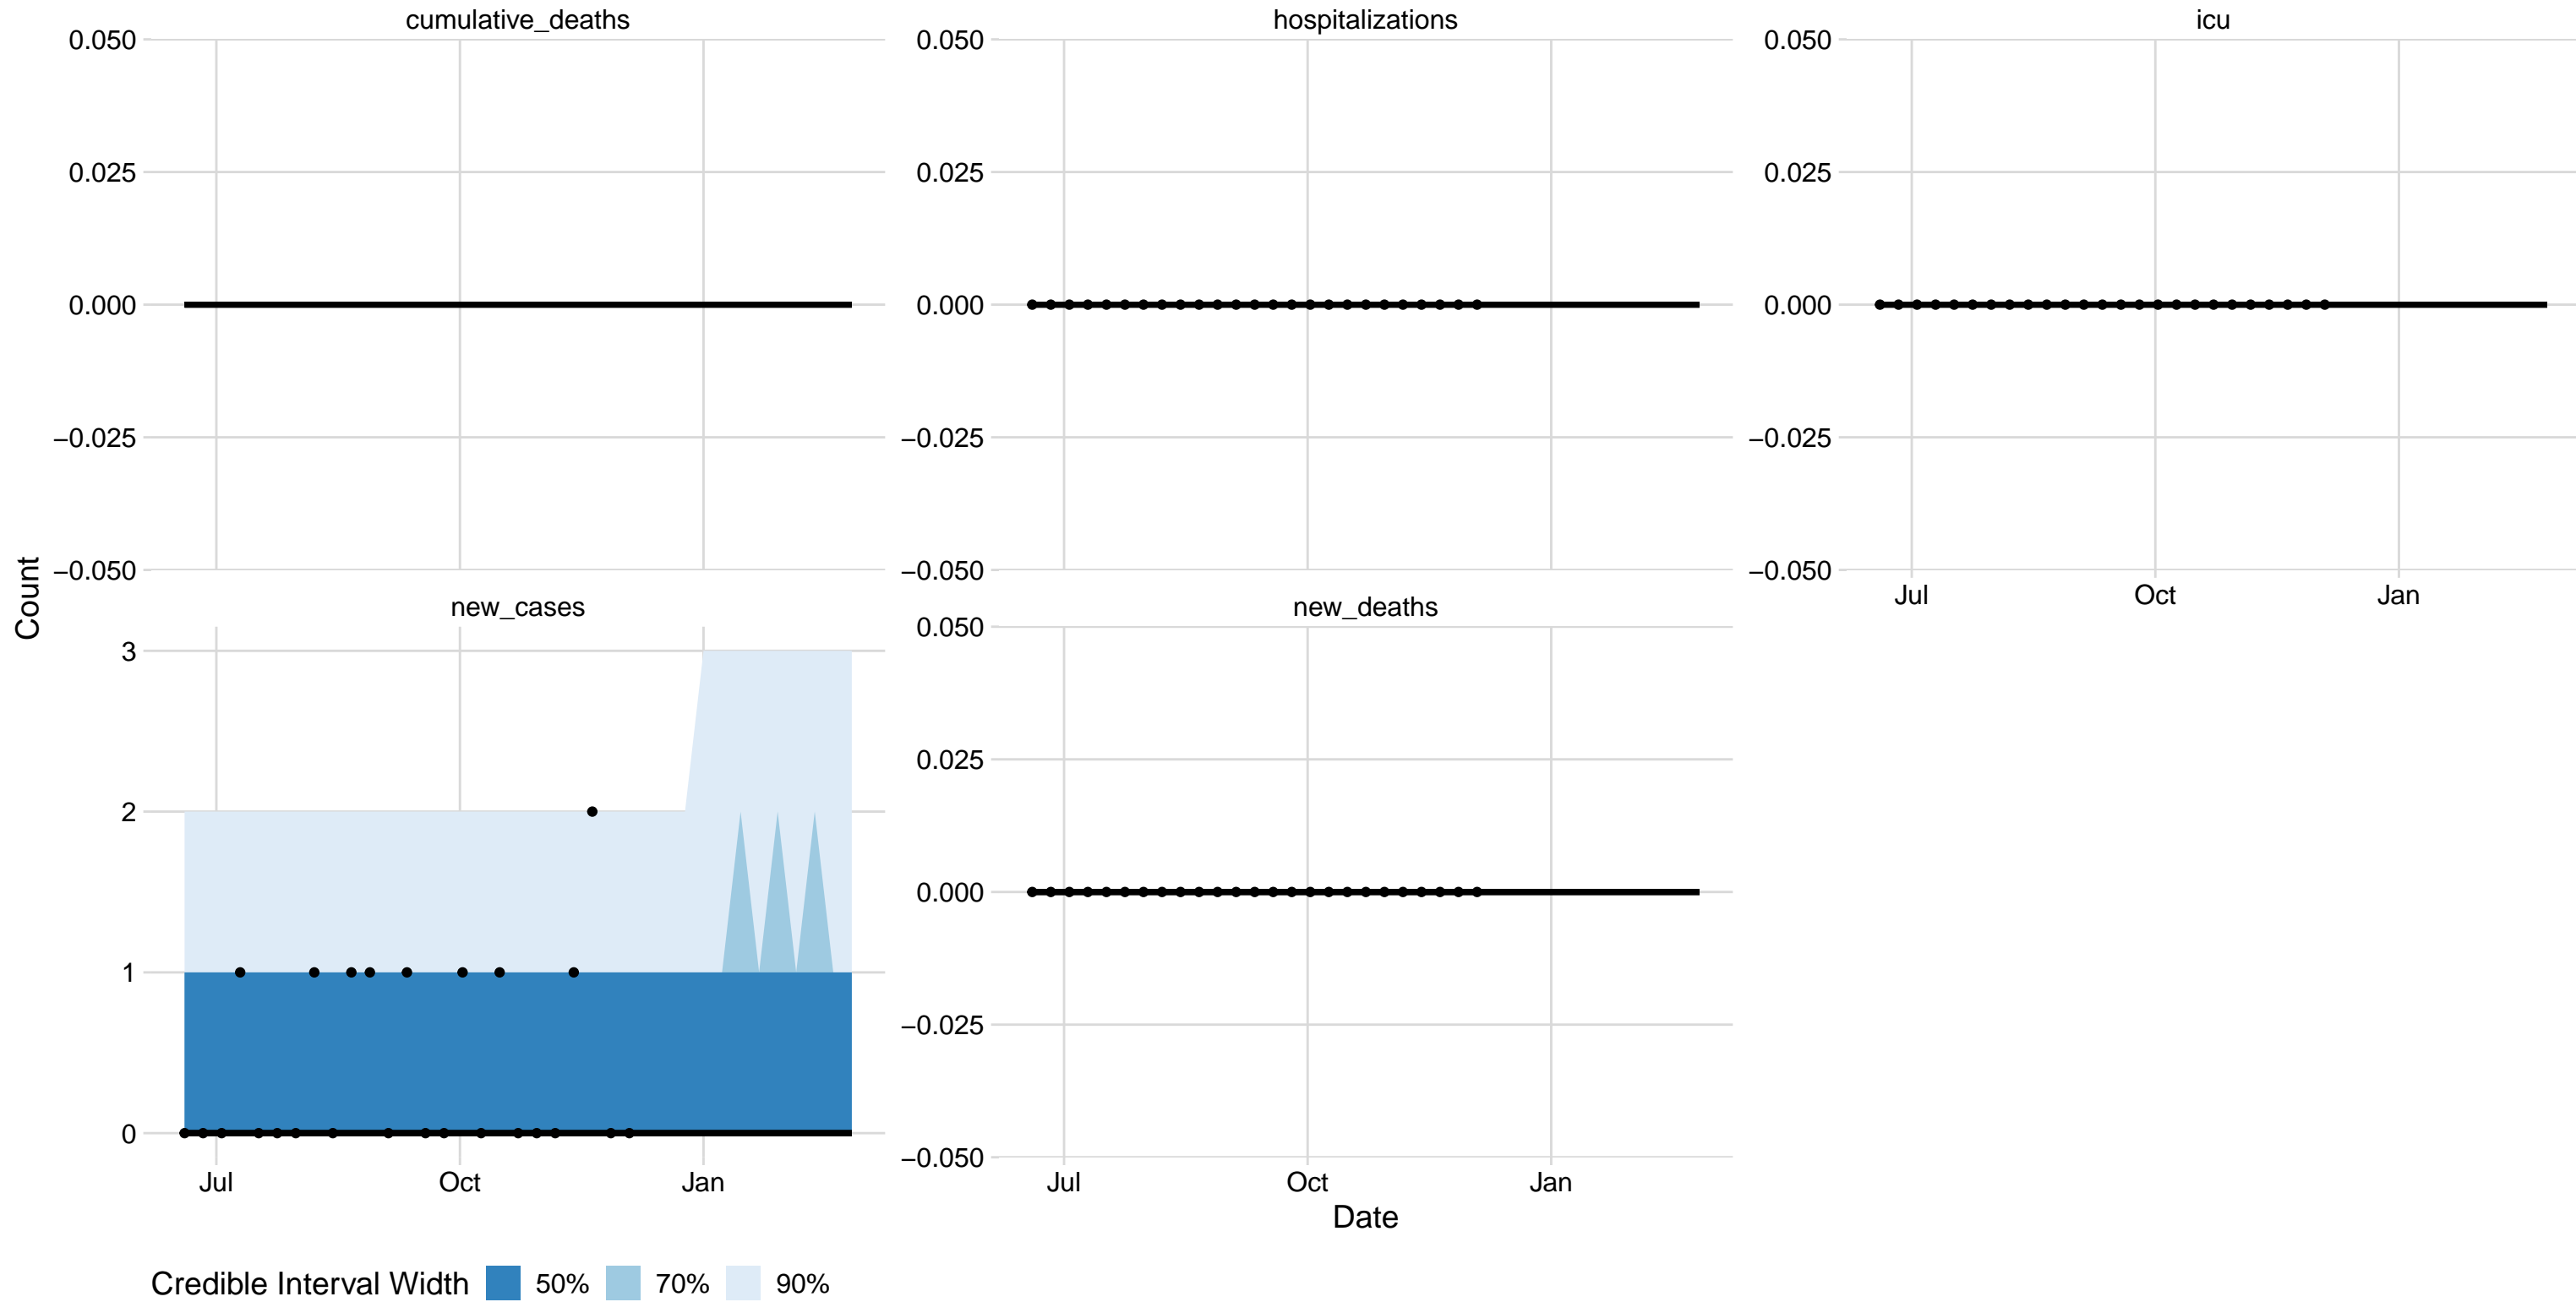 cumulative_deaths
hospitalizations
icu
0.050
0.025
0.000
−0.025
−0.050
0.050
0.025
0.000
−0.025
−0.050
0.050
0.025
0.000
−0.025
−0.050
Jul Oct Jan
Count
new_cases
new_deaths
3
2
1
0
Jul Oct Jan
0.050
0.025
0.000
−0.025
−0.050
Jul Oct Jan
Date
Credible Interval Width 50% 70% 90%